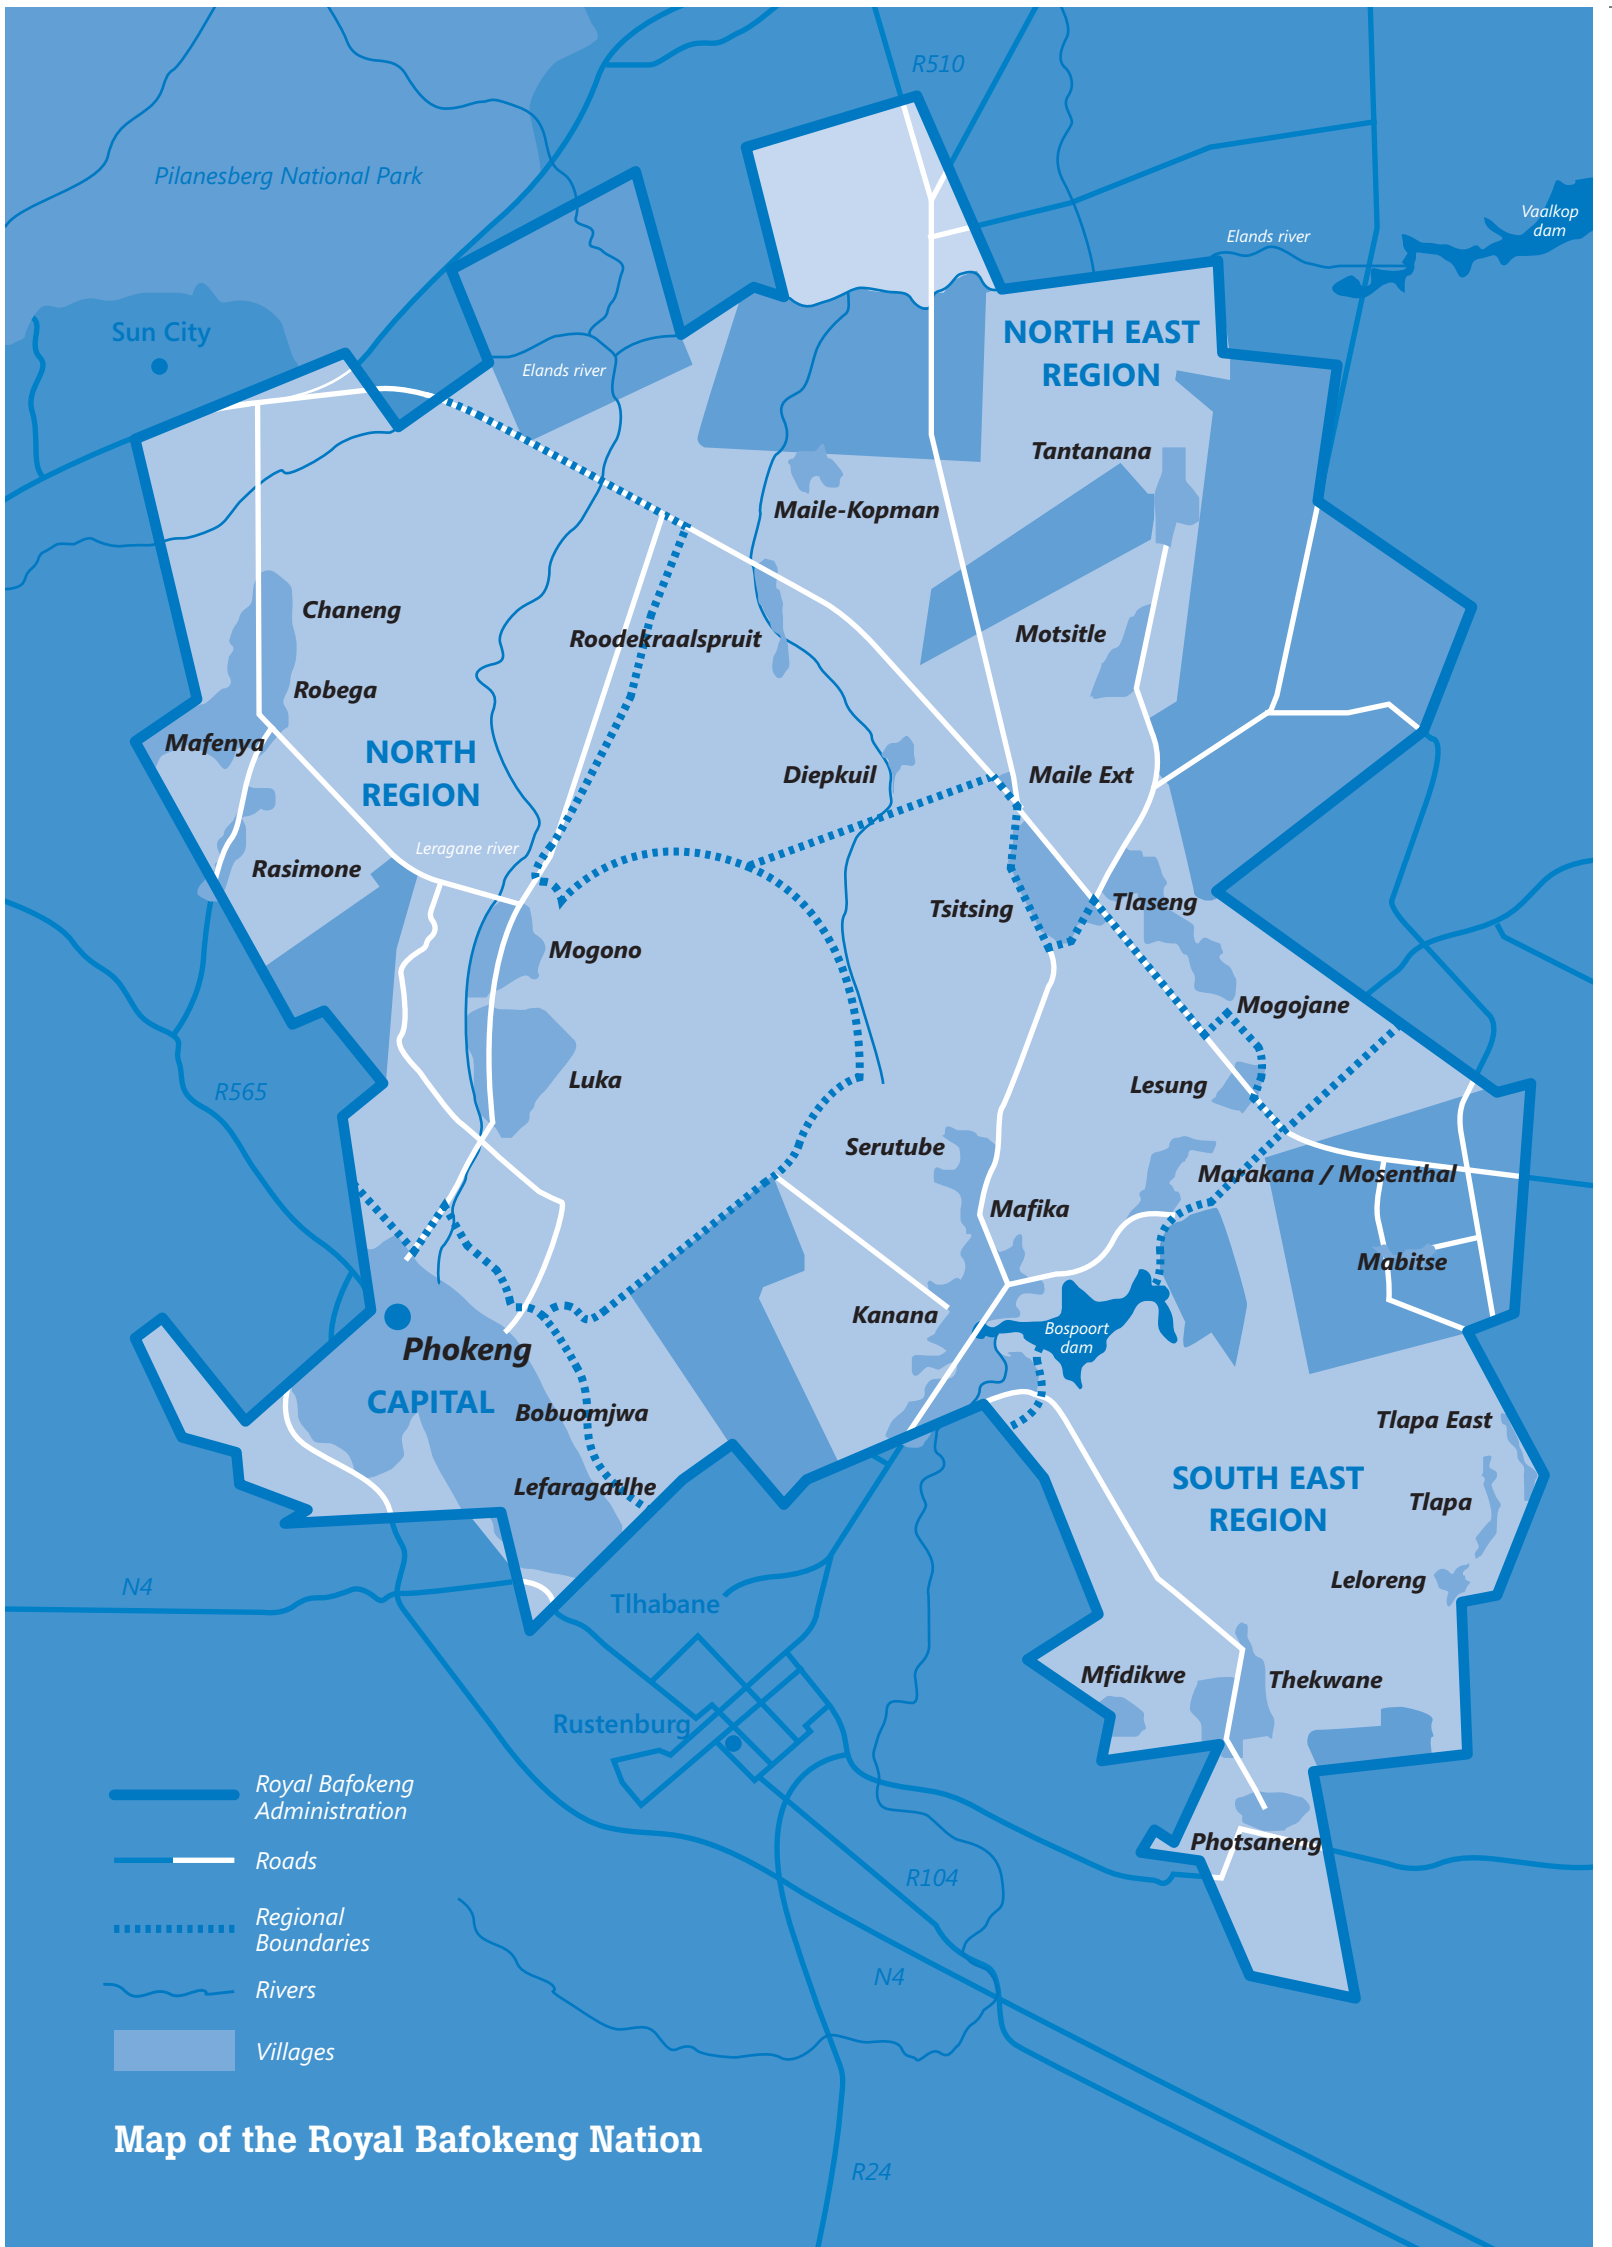 R510
Pilanesberg National Park
Vaalkop
dam
Elands river
Sun City
NORTH EAST
REGION
Elands river
Tantanana
Maile-Kopman
Chaneng
Roodekraalspruit
Motsitle
Robega
Mafenya
NORTH
REGION
Diepkuil
Maile Ext
Leragane river
Rasimone
Tsitsing
Tlaseng
Mogono
Mogojane
Luka
Lesung
R565
Serutube
Marakana / Mosenthal
Mafika
Mabitse
Kanana
Bospoort
dam
Phokeng
CAPITAL
Bobuomjwa
Tlapa East
Lefaragatlhe
SOUTH EAST
REGION
Tlapa
Leloreng
N4
Tlhabane
Mfidikwe
Thekwane
Rustenburg
Royal Bafokeng
Administration
Photsaneng
Roads
R104
Regional
Boundaries
N4
Rivers
Villages
Map of the Royal Bafokeng Nation
R24